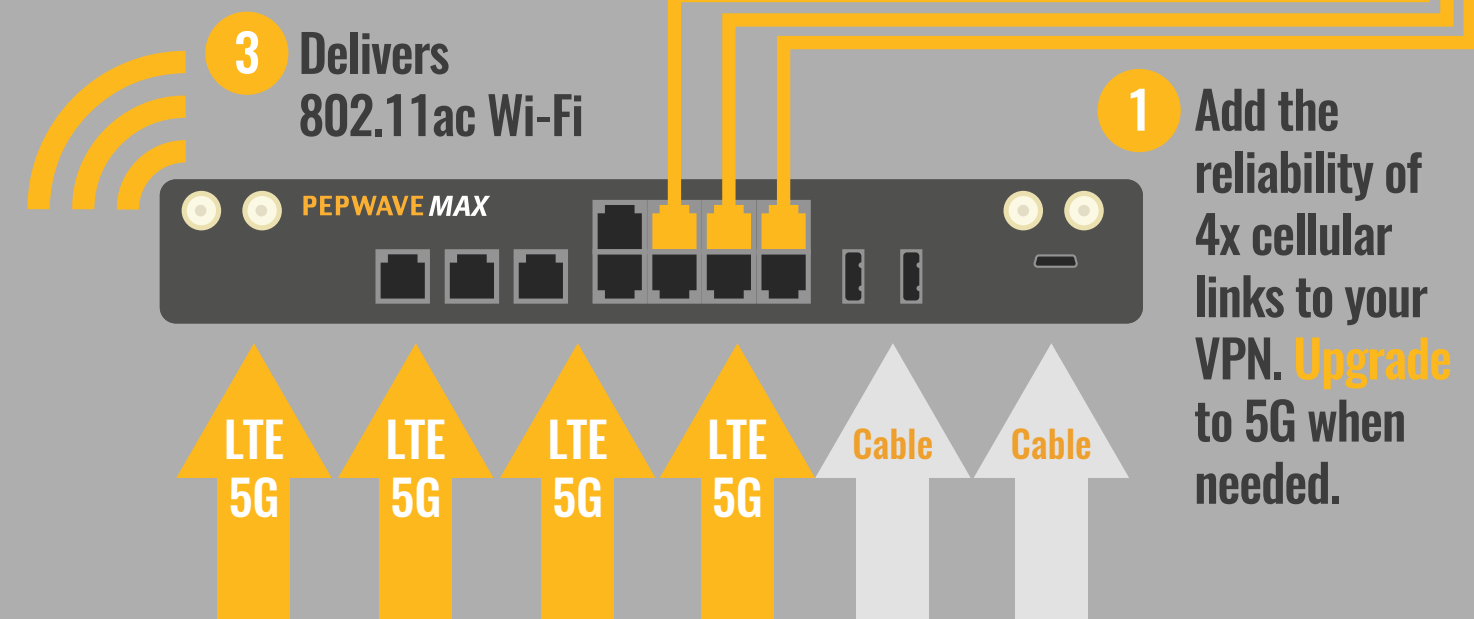 3
Delivers
802.11ac Wi-Fi
1
Add the
reliability of
4x cellular
links to your
VPN. Upgrade
to 5G when
needed.
PEPWAVE MAX
LTE
5G
LTE
5G
LTE
5G
LTE
5G
Cable
Cable